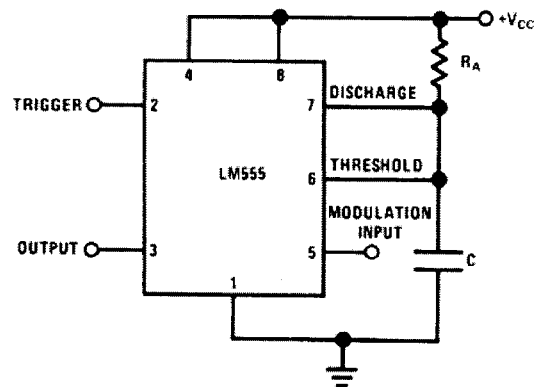 +VCC
4
8
RA
DISCHARGE
TRIGGER
2
7
LM555
THRESHOLD
6
MODULATION
INPUT
OUTPUT
3
5
C
1